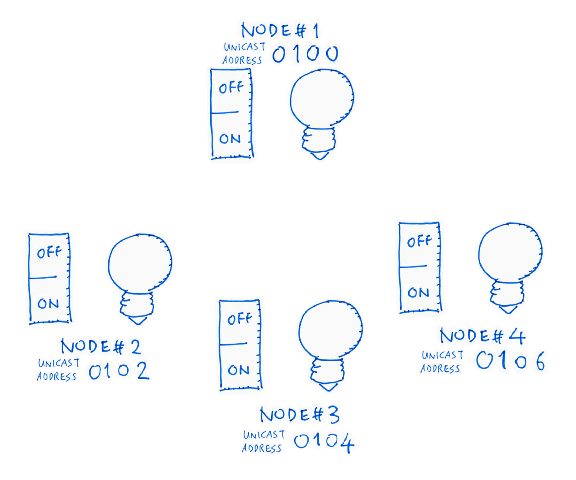 NODE#1
UNICAST
ADDRESS 0100
OFF
ON
OFF
ON
NODE#2
UNICAST
ADDRESS 0102
OFF
ON
NODE#3
UNICAST
ADDRESS 0104
OFF
ON
NODE#4
UNICAST
ADDRESS 0106